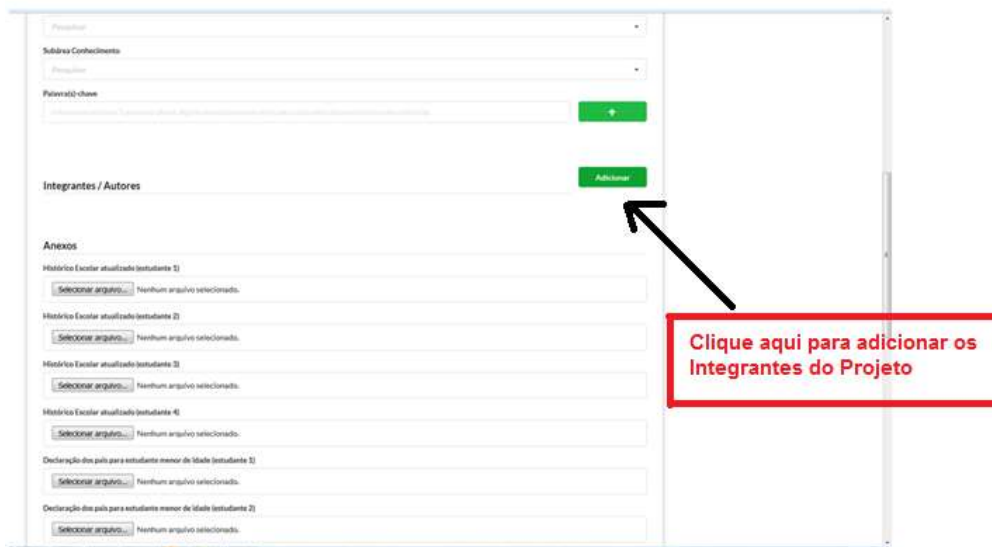 Pesquisar
Subárea Conhecimento
Pesquisar
Palavra(s)-chave
+
Integrantes / Autores
Adicionar
Anexos
Histórico Escolar atualizado (estudante 1)
Selecionar arquivo... Nenhum arquivo selecionado.
Histórico Escolar atualizado (estudante 2)
Selecionar arquivo... Nenhum arquivo selecionado.
Histórico Escolar atualizado (estudante 3)
Selecionar arquivo... Nenhum arquivo selecionado.
Histórico Escolar atualizado (estudante 4)
Selecionar arquivo... Nenhum arquivo selecionado.
Declaração dos pais para estudante menor de idade (estudante 1)
Selecionar arquivo... Nenhum arquivo selecionado.
Declaração dos pais para estudante menor de idade (estudante 2)
Selecionar arquivo... Nenhum arquivo selecionado.
Clique aqui para adicionar os
Integrantes do Projeto